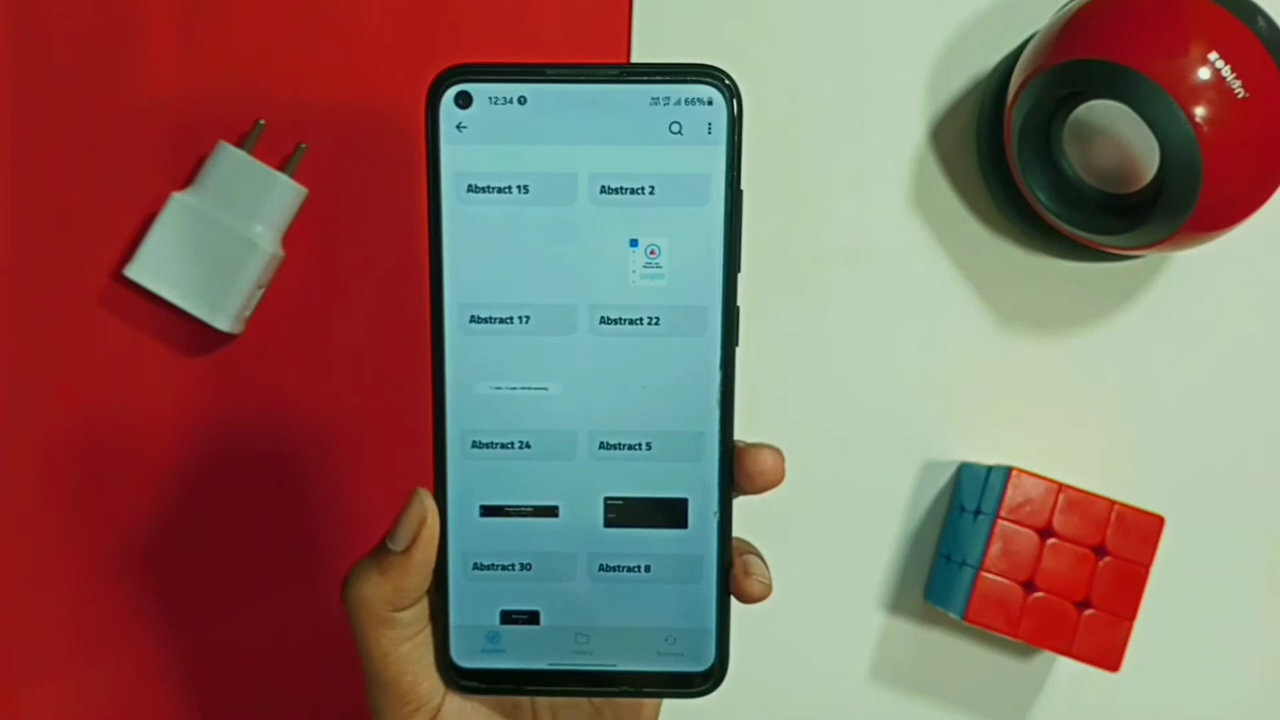 12:34
66%
zebian
Abstract 15
Abstract 2
Abstract 17
Abstract 22
Abstract 24
Abstract 5
Abstract 30
Abstract 8